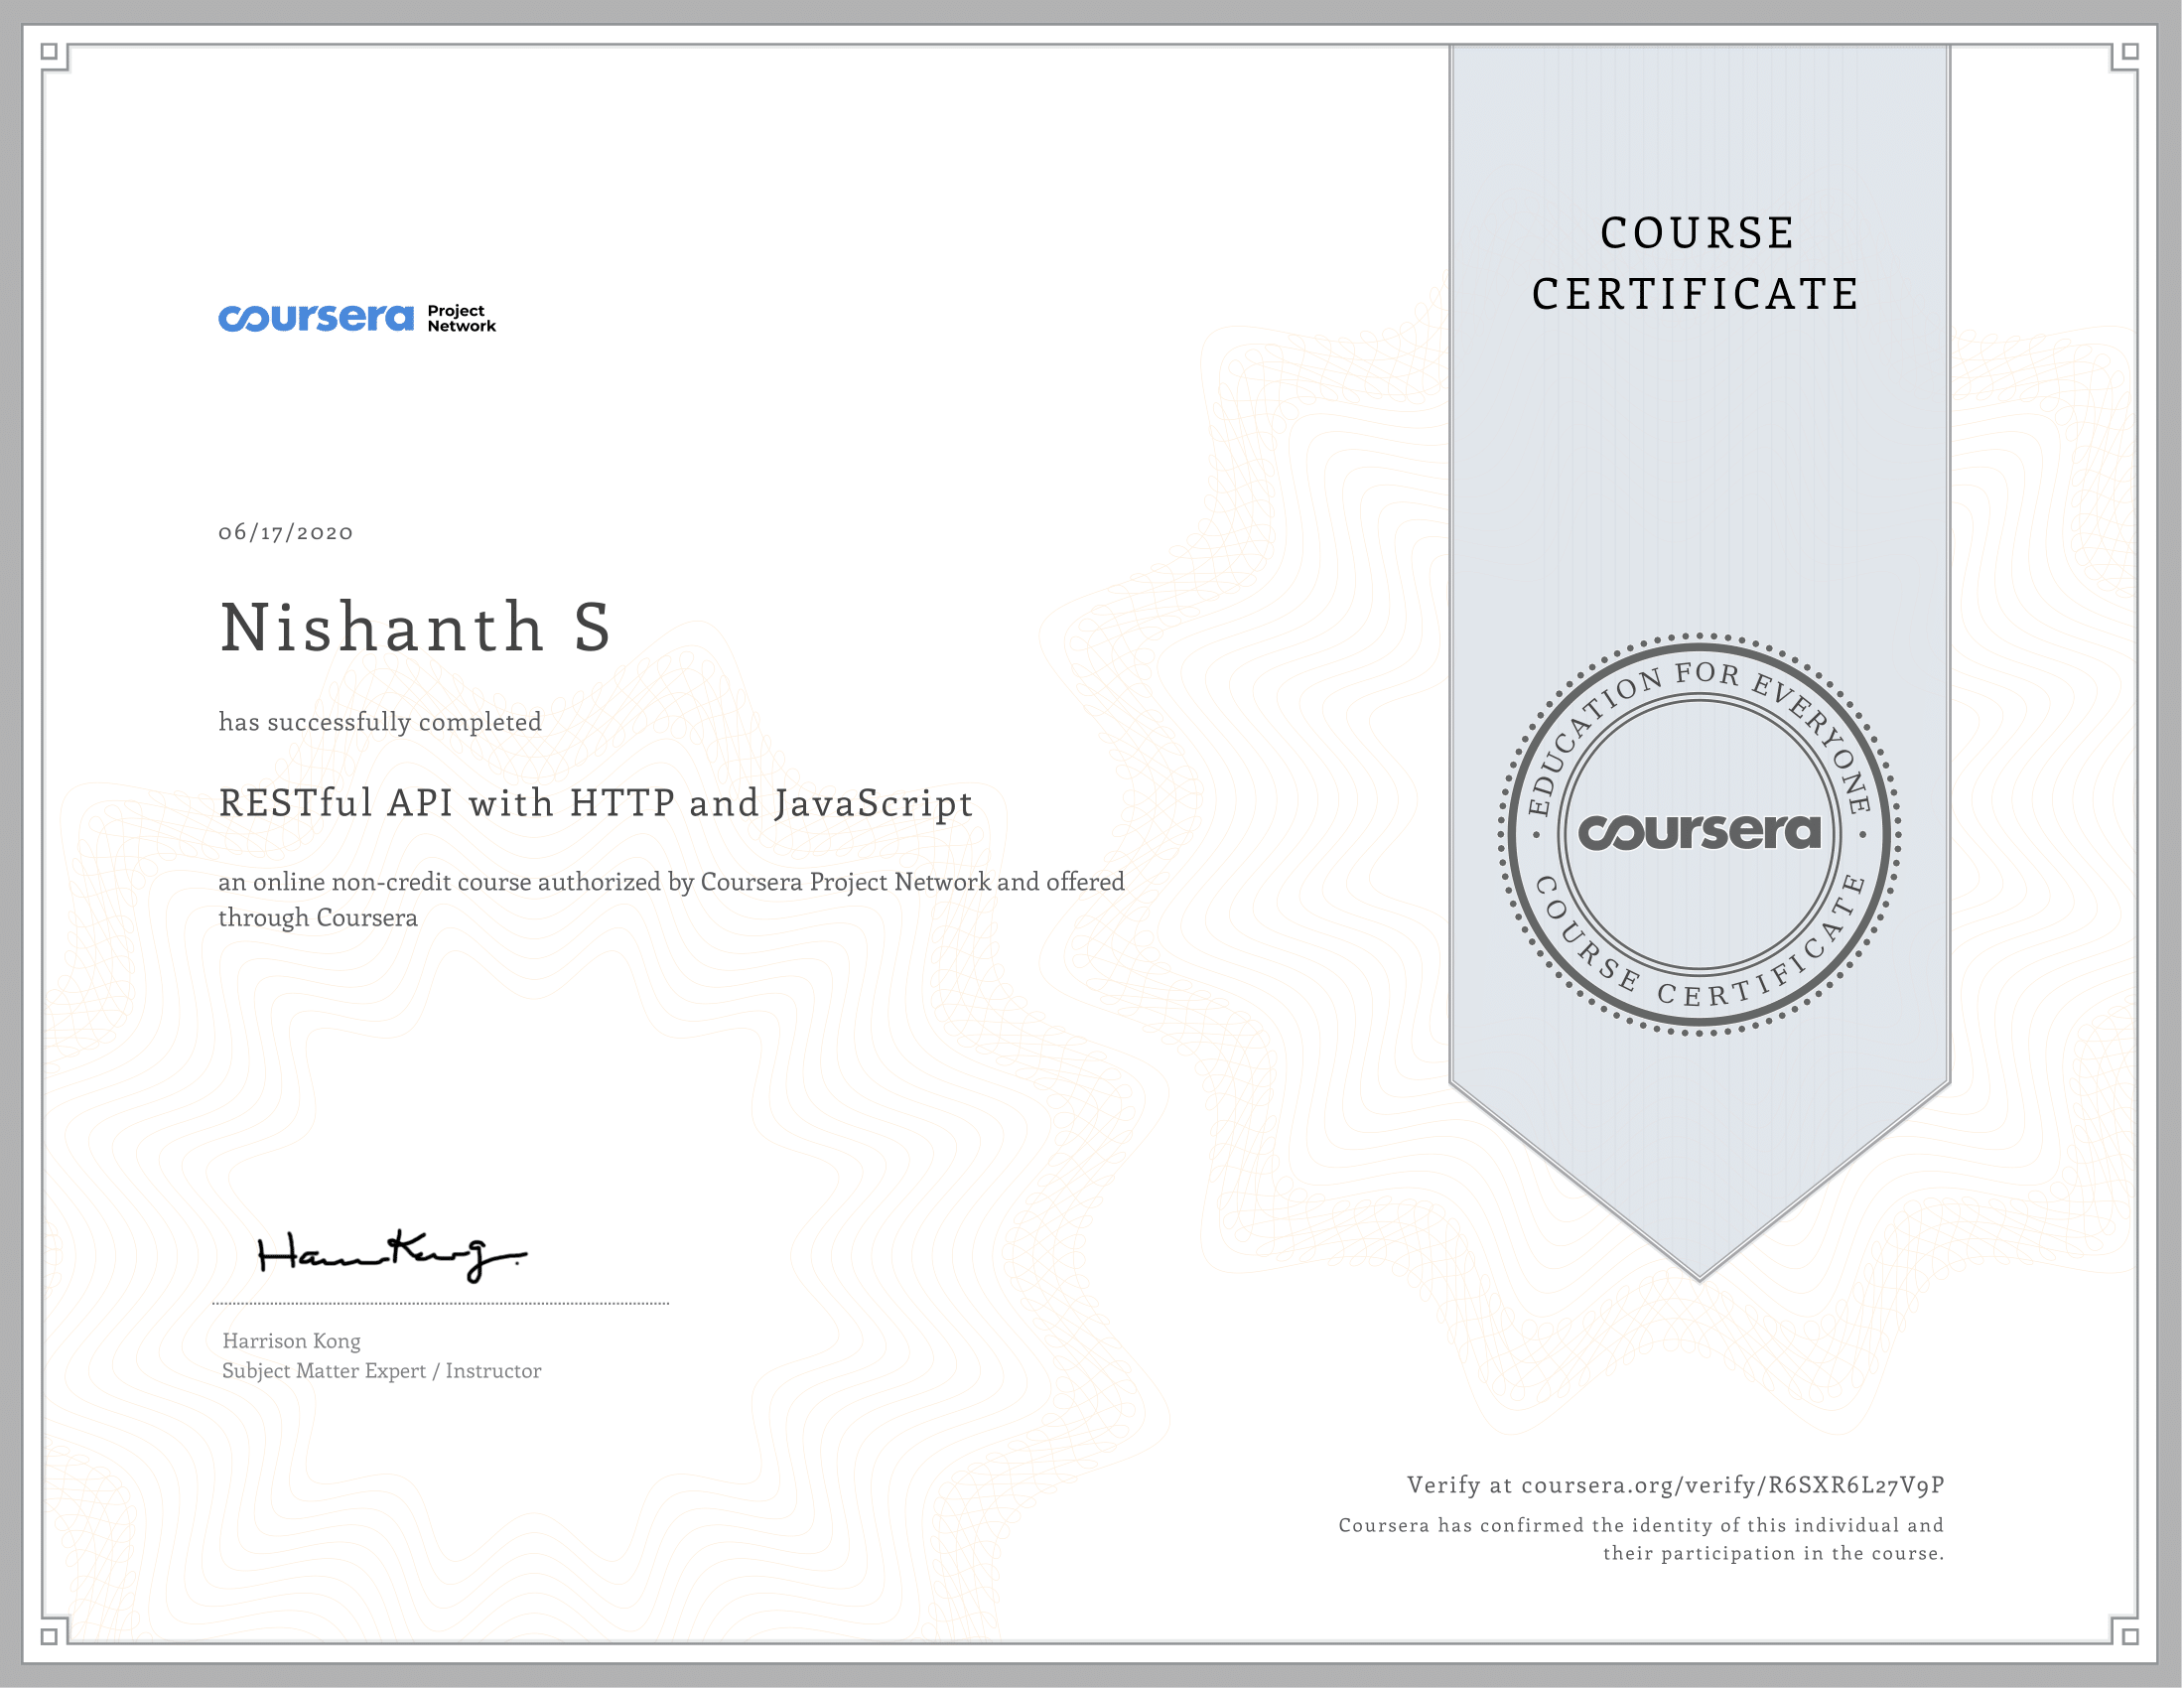 COURSE
CERTIFICATE
coursera Project
Network
06/17/2020
Nishanth S
has successfully completed
RESTful API with HTTP and JavaScript
an online non-credit course authorized by Coursera Project Network and offered
through Coursera
EDUCATION FOR EVERYONE
coursera
COURSE CERTIFICATE
Harrison Kong
Subject Matter Expert / Instructor
Verify at coursera.org/verify/R6SXR6L27V9P
Coursera has confirmed the identity of this individual and
their participation in the course.